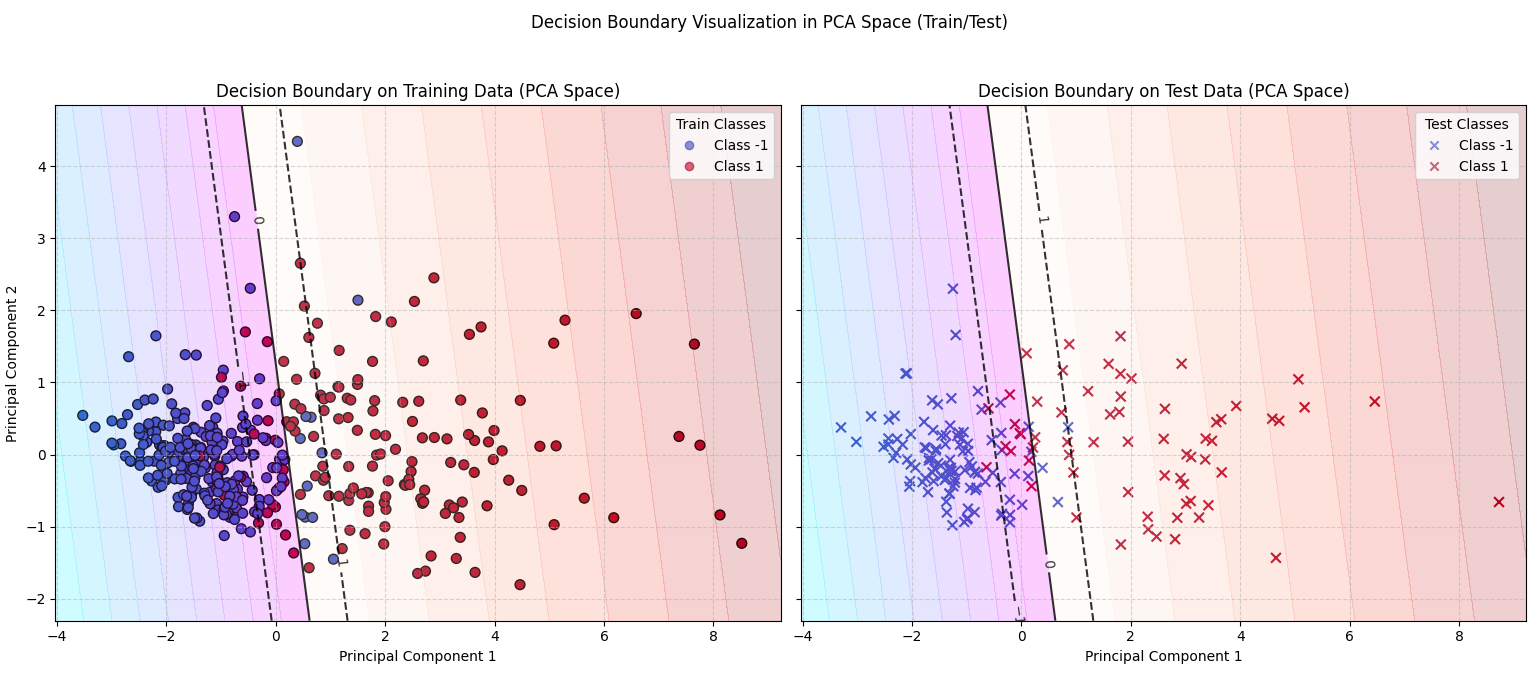 Decision Boundary Visualization in PCA Space (Train/Test)
Decision Boundary on Training Data (PCA Space)
Train Classes
Class -1
Class 1
Principal Component 2
4
3
2
1
0
−1
−2
0
1
−4
−2
0
2
4
6
8
Principal Component 1
Decision Boundary on Test Data (PCA Space)
Test Classes
Class -1
Class 1
1
0
−4
−2
0
2
4
6
8
Principal Component 1